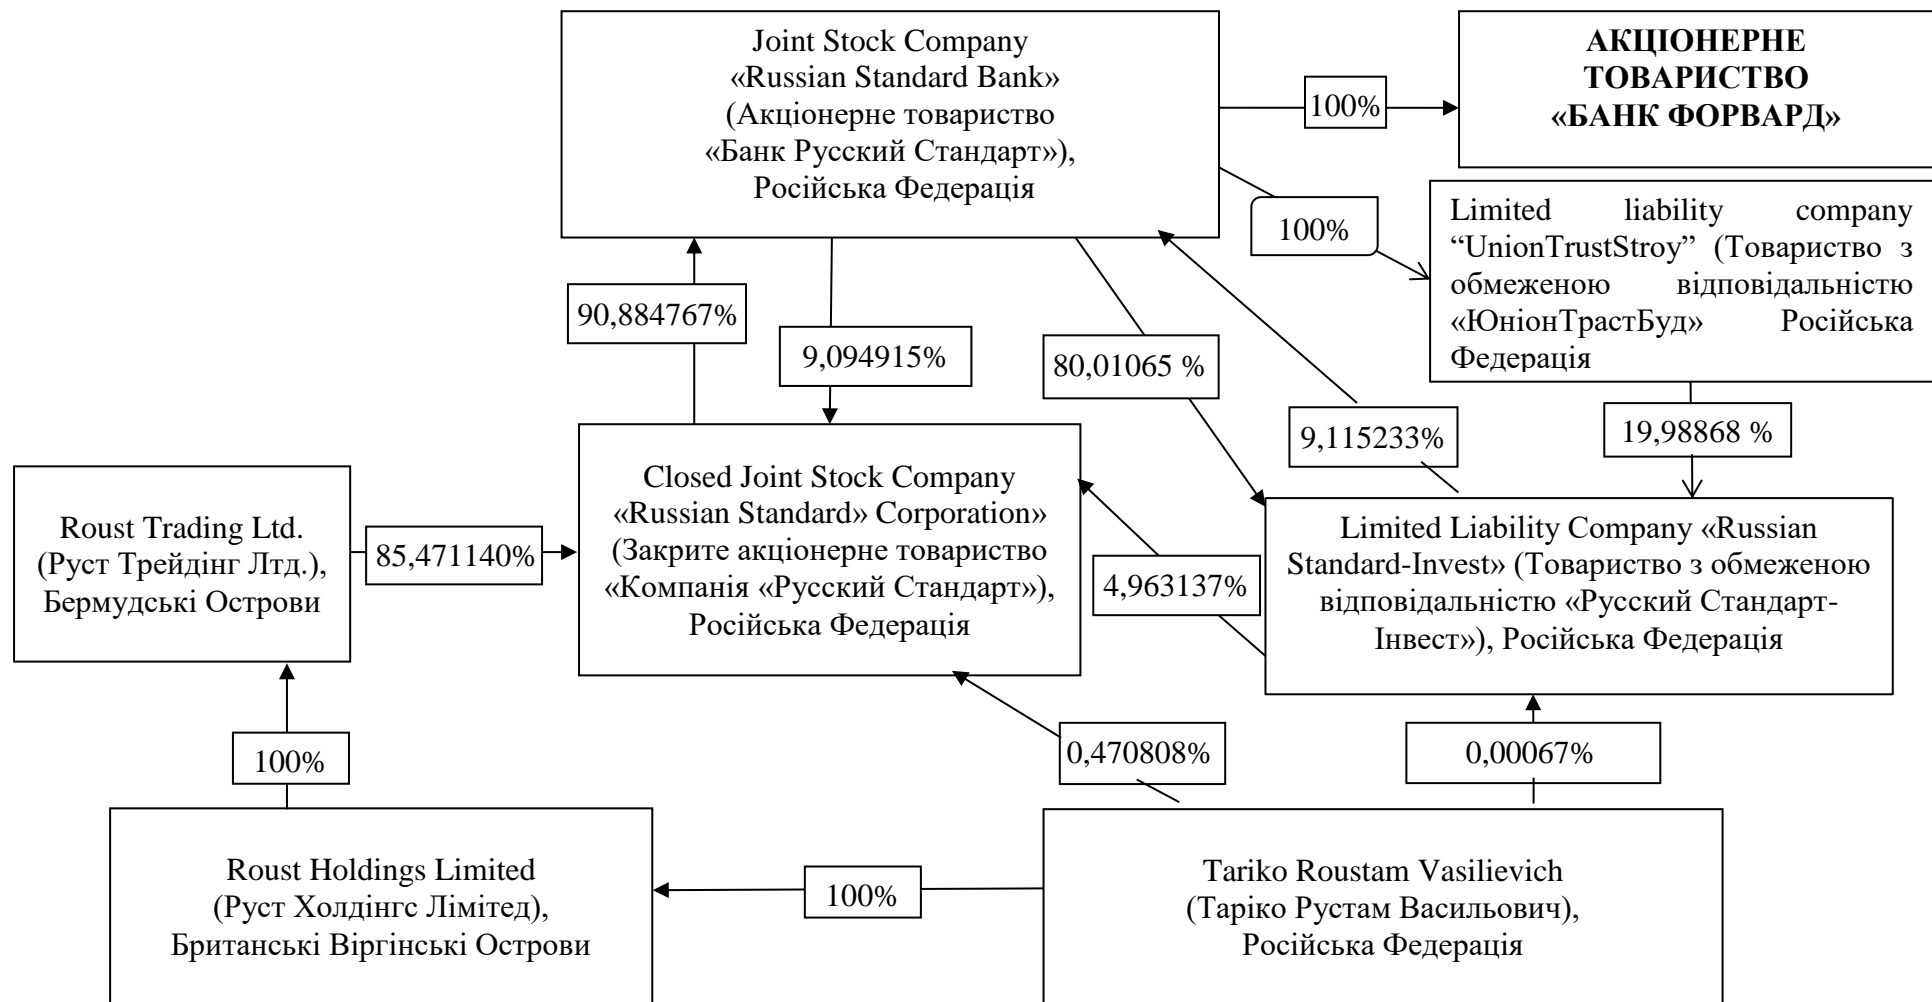 Joint Stock Company
«Russian Standard Bank»
(Акціонерне товариство
«Банк Русский Стандарт»),
Російська Федерація
100%
АКЦІОНЕРНЕ
ТОВАРИСТВО
«БАНК ФОРВАРД»
100%
Limited liability company
“UnionTrustStroy” (Товариство з
обмеженою відповідальністю
«ЮніонТрастБуд» Російська
Федерація
90,884767%
9,094915%
80,01065 %
9,115233%
19,98868 %
Roust Trading Ltd.
(Руст Трейдінг Лтд.),
Бермудські Острови
85,471140%
Closed Joint Stock Company
«Russian Standard» Corporation»
(Закрите акціонерне товариство
«Компанія «Русский Стандарт»),
Російська Федерація
4,963137%
Limited Liability Company «Russian
Standard-Invest» (Товариство з обмеженою
відповідальністю «Русский Стандарт-
Інвест»), Російська Федерація
100%
0,470808%
0,00067%
Roust Holdings Limited
(Руст Холдінгс Лімітед),
Британські Віргінські Острови
100%
Tariko Roustam Vasilievich
(Таріко Рустам Васильович),
Російська Федерація